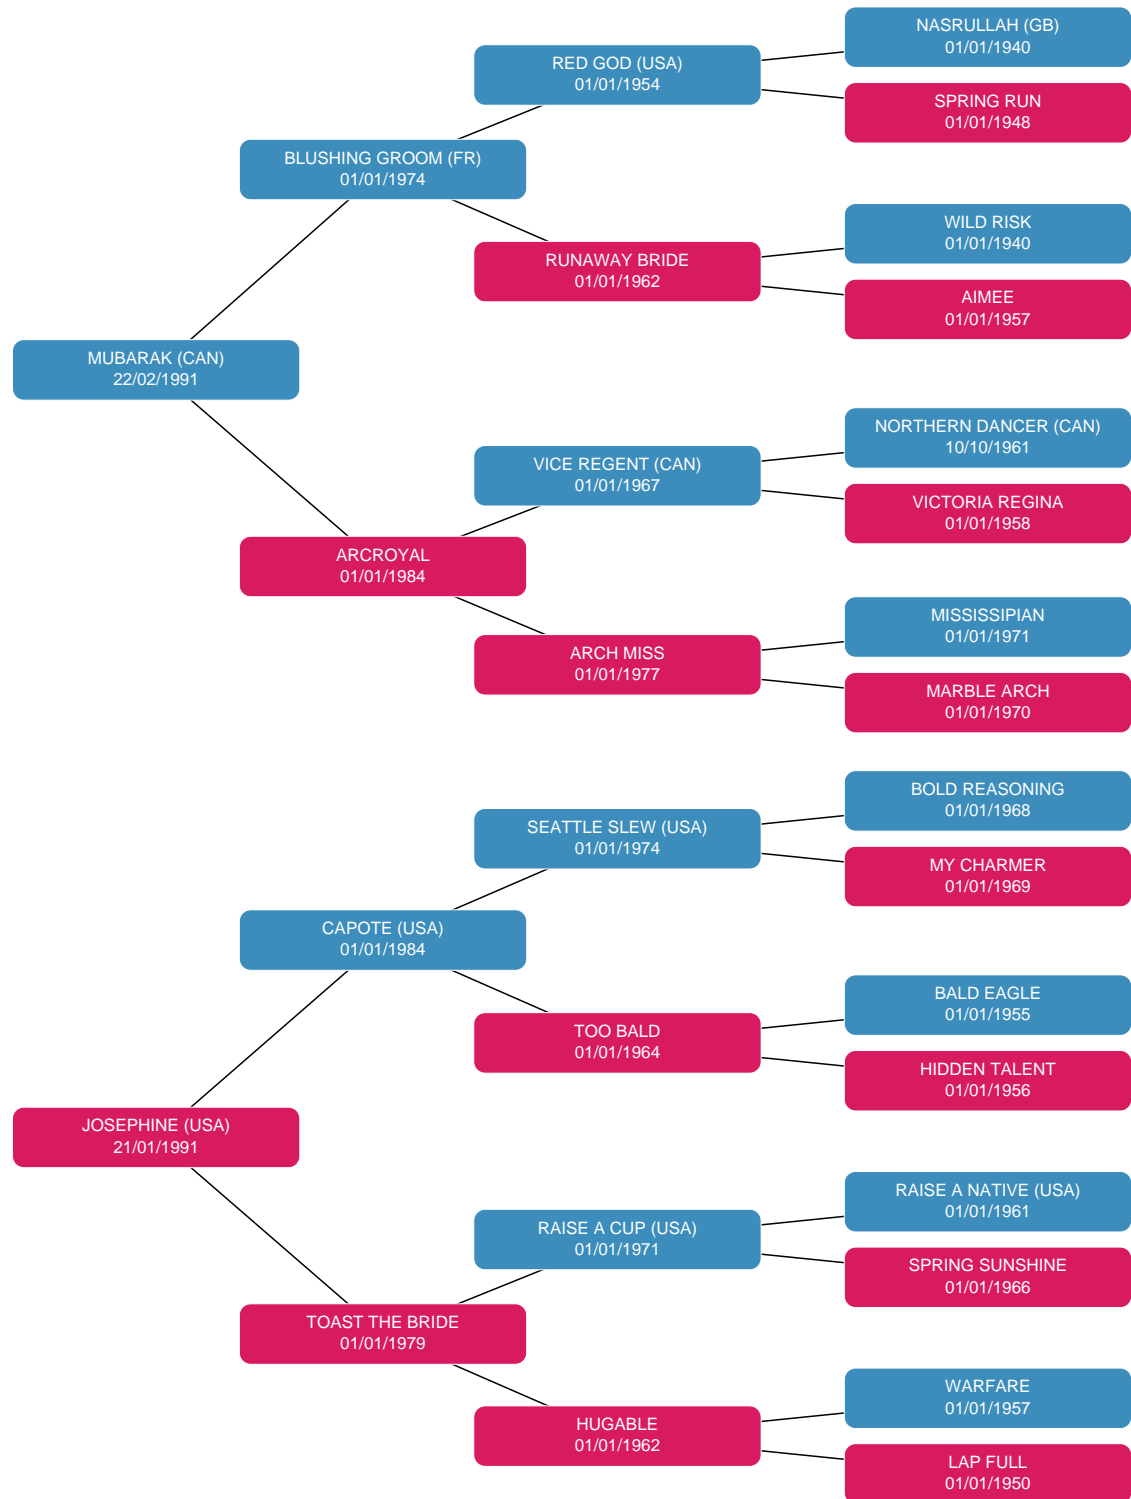 NASRULLAH (GB)
01/01/1940
RED GOD (USA)
01/01/1954
SPRING RUN
01/01/1948
BLUSHING GROOM (FR)
01/01/1974
WILD RISK
01/01/1940
RUNAWAY BRIDE
01/01/1962
AIMEE
01/01/1957
MUBARAK (CAN)
22/02/1991
NORTHERN DANCER (CAN)
10/10/1961
VICE REGENT (CAN)
01/01/1967
VICTORIA REGINA
01/01/1958
ARCROYAL
01/01/1984
MISSISSIPIAN
01/01/1971
ARCH MISS
01/01/1977
MARBLE ARCH
01/01/1970
BOLD REASONING
01/01/1968
SEATTLE SLEW (USA)
01/01/1974
MY CHARMER
01/01/1969
CAPOTE (USA)
01/01/1984
BALD EAGLE
01/01/1955
TOO BALD
01/01/1964
HIDDEN TALENT
01/01/1956
JOSEPHINE (USA)
21/01/1991
RAISE A NATIVE (USA)
01/01/1961
RAISE A CUP (USA)
01/01/1971
SPRING SUNSHINE
01/01/1966
TOAST THE BRIDE
01/01/1979
WARFARE
01/01/1957
HUGABLE
01/01/1962
LAP FULL
01/01/1950